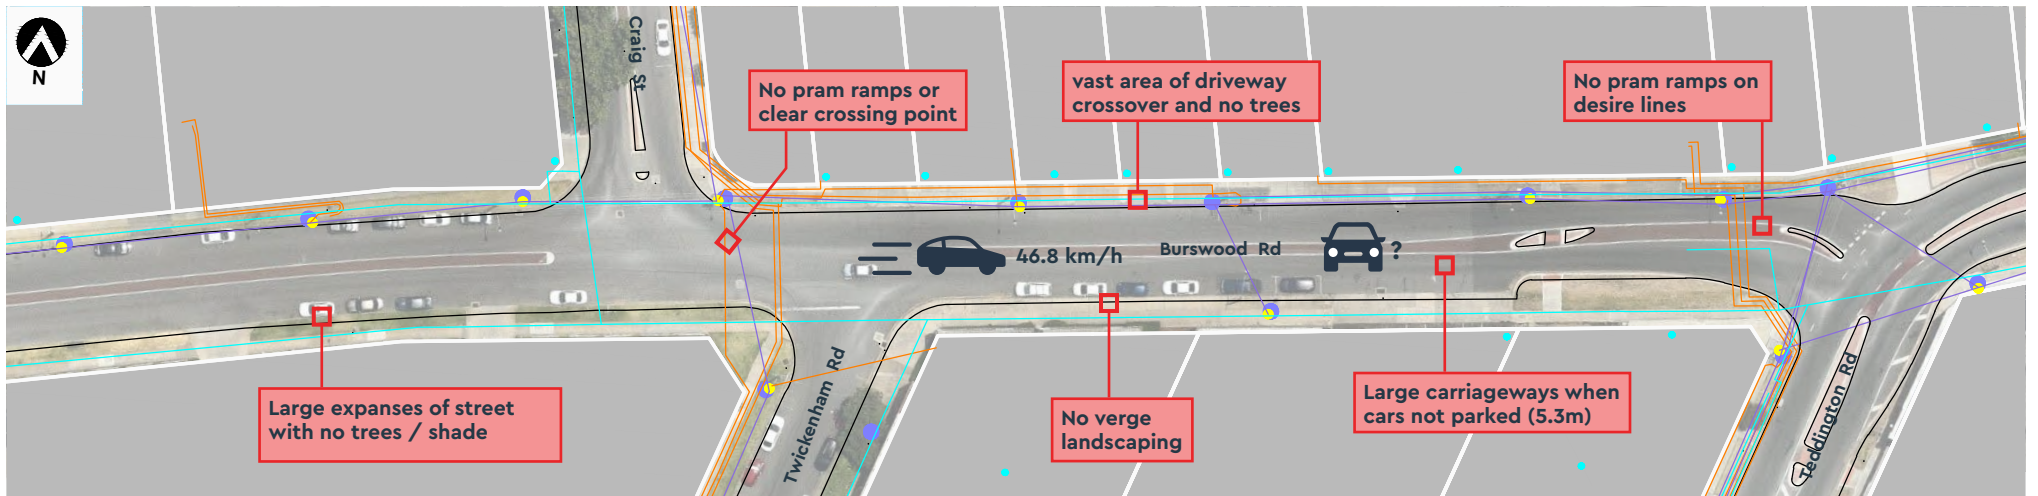 N
Craig St
No pram ramps or
clear crossing point
vast area of driveway
crossover and no trees
No pram ramps on
desire lines
46.8 km/h
Burswood Rd
?
Large expanses of street
with no trees / shade
Twickenham Rd
No verge
landscaping
Large carriageways when
cars not parked (5.3m)
Teddington Rd